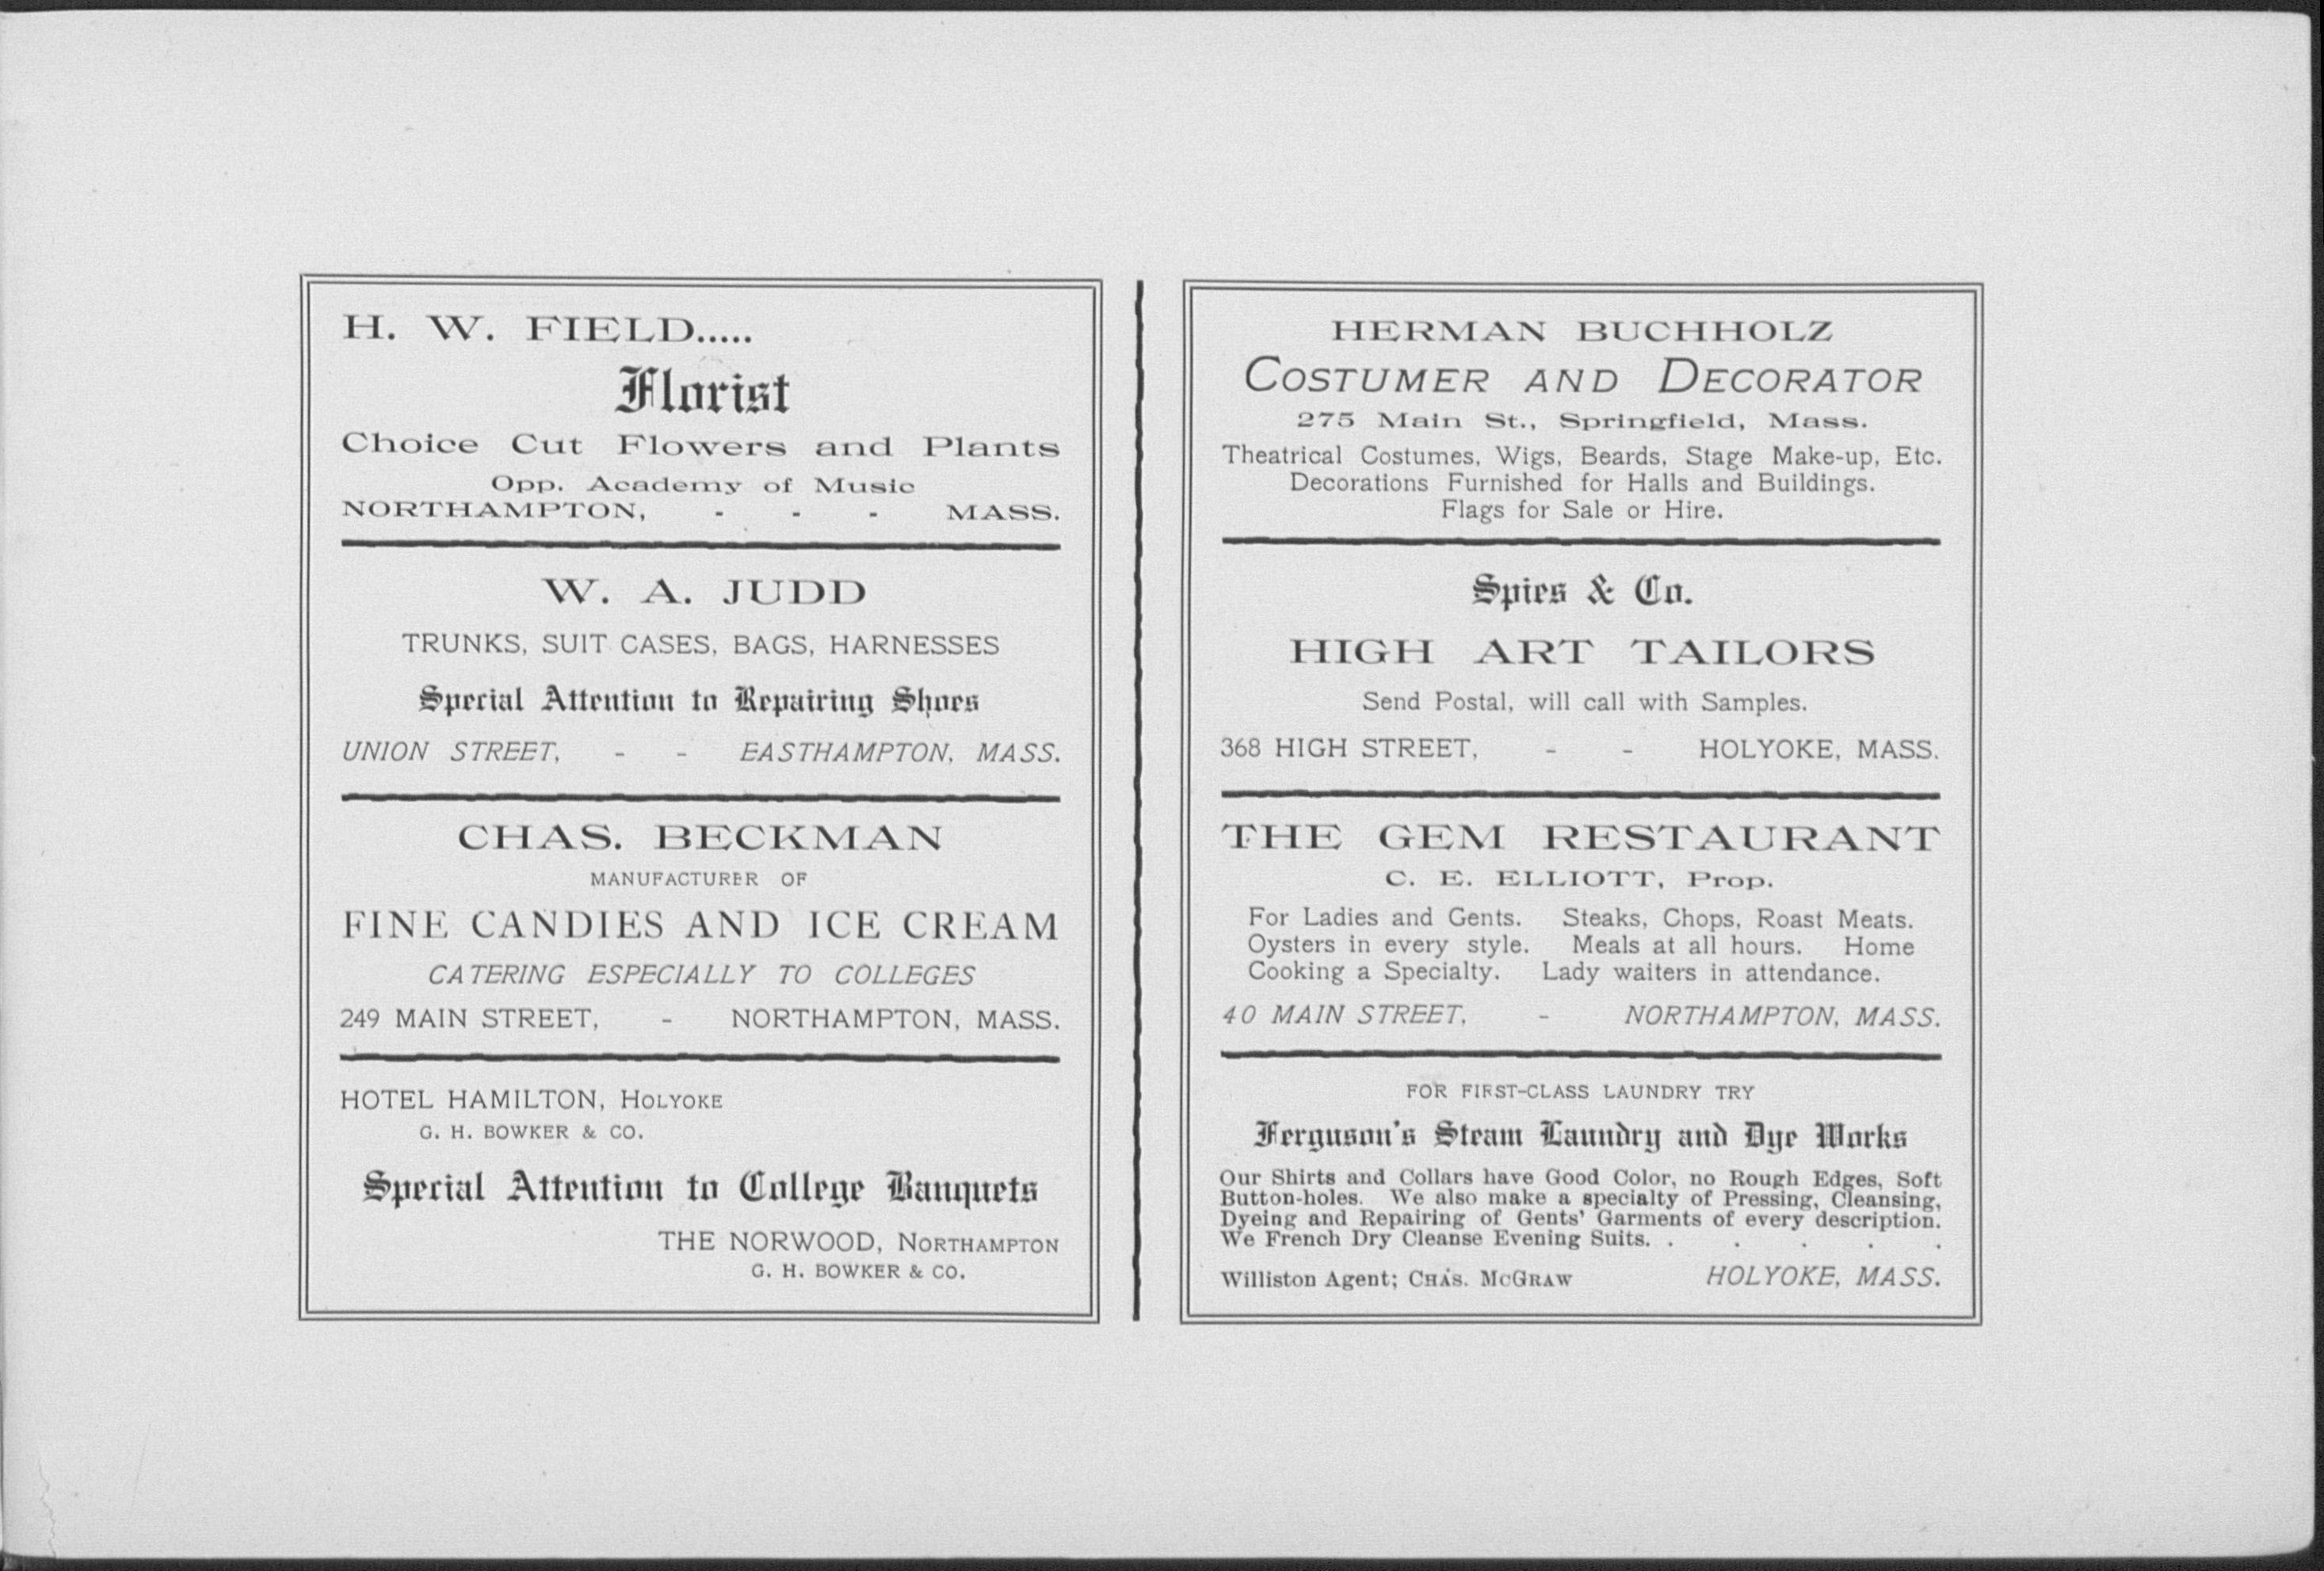 H. W. FIELD.....
Florist
Choice Cut Flowers and Plants
Opp. Academy of Music
NORTHAMPTON, - - - MASS.
W. A. JUDD
TRUNKS, SUIT CASES, BAGS, HARNESSES
Special Attention to Repairing Shoes
UNION STREET, - - EASTHAMPTON, MASS.
CHAS. BECKMAN
MANUFACTURER OF
FINE CANDIES AND ICE CREAM
CATERING ESPECIALLY TO COLLEGES
249 MAIN STREET, - NORTHAMPTON, MASS.
HOTEL HAMILTON, HOLYOKE
G. H. BOWKER & CO.
Special Attention to College Banquets
THE NORWOOD, NORTHAMPTON
G. H. BOWKER & CO.
HERMAN BUCHHOLZ
COSTUMER AND DECORATOR
275 Main St., Springfield, Mass.
Theatrical Costumes, Wigs, Beards, Stage Make-up, Etc.
Decorations Furnished for Halls and Buildings.
Flags for Sale or Hire.
Spies & Co.
HIGH ART TAILORS
Send Postal, will call with Samples.
368 HIGH STREET, - - HOLYOKE, MASS.
THE GEM RESTAURANT
C. E. ELLIOTT, Prop.
For Ladies and Gents. Steaks, Chops, Roast Meats.
Oysters in every style. Meals at all hours. Home
Cooking a Specialty. Lady waiters in attendance.
40 MAIN STREET, - NORTHAMPTON, MASS.
FOR FIRST-CLASS LAUNDRY TRY
Ferguson's Steam Laundry and Dye Works
Our Shirts and Collars have Good Color, no Rough Edges, Soft
Button-holes. We also make a specialty of Pressing, Cleansing,
Dyeing and Repairing of Gents' Garments of every description.
We French Dry Cleanse Evening Suits. . . . . .
Williston Agent; CHAS. MCGRAW HOLYOKE, MASS.